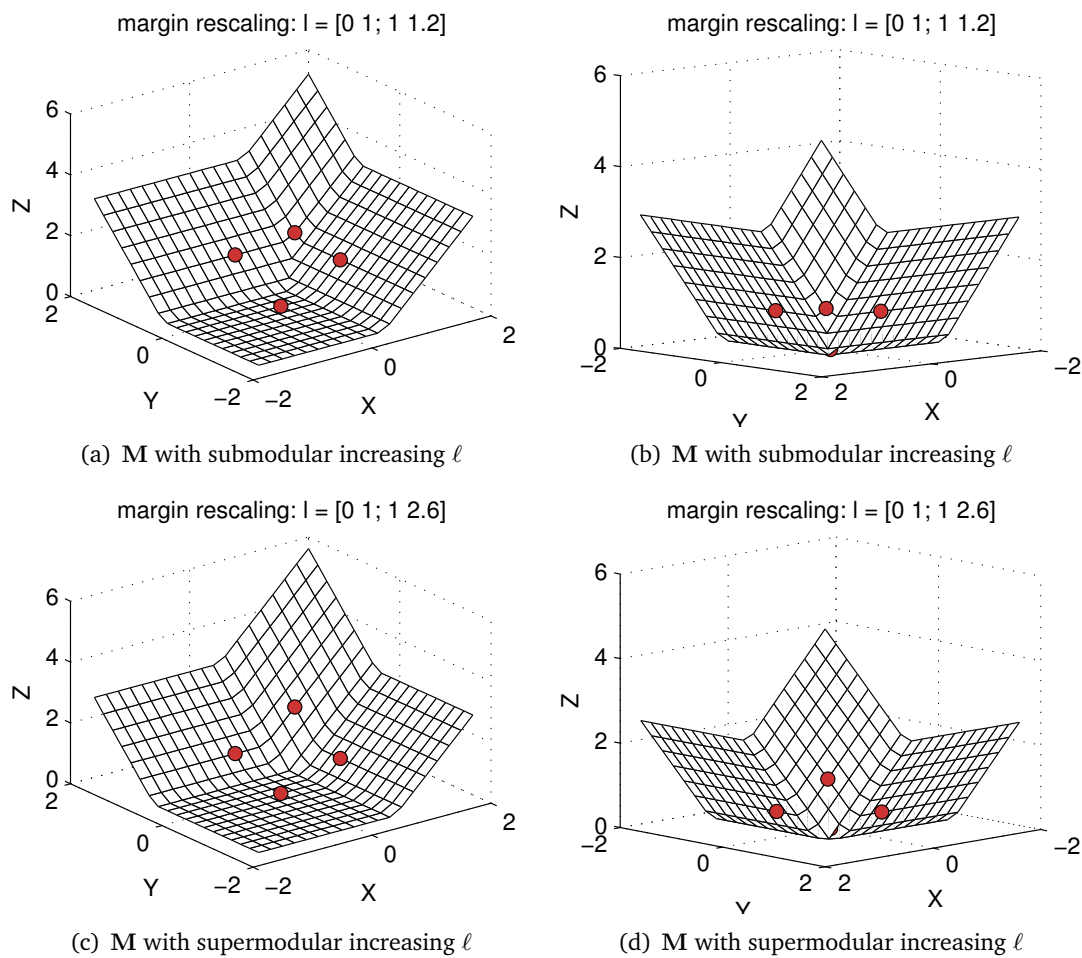 margin rescaling: l = [0 1; 1 1.2]
6
4
2
0
Z
2
0
−2
Y
−2
0
2
X
(a) M with submodular increasing ℓ
margin rescaling: l = [0 1; 1 1.2]
6
4
2
0
Z
−2
0
2
Y
2
0
−2
X
(b) M with submodular increasing ℓ
margin rescaling: l = [0 1; 1 2.6]
6
4
2
0
Z
2
0
−2
Y
−2
0
2
X
(c) M with supermodular increasing ℓ
margin rescaling: l = [0 1; 1 2.6]
6
4
2
0
Z
−2
0
2
Y
2
0
−2
X
(d) M with supermodular increasing ℓ